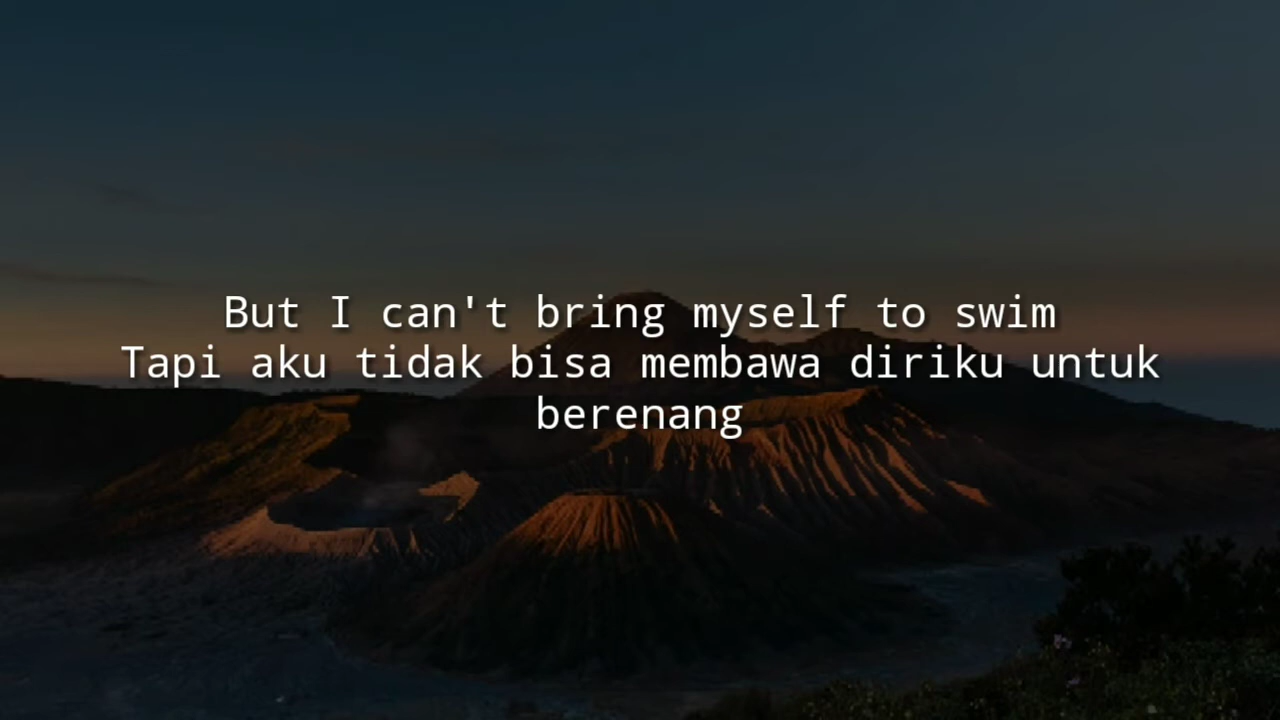 But I can't bring myself to swim
Tapi aku tidak bisa membawa diriku untuk
berenang